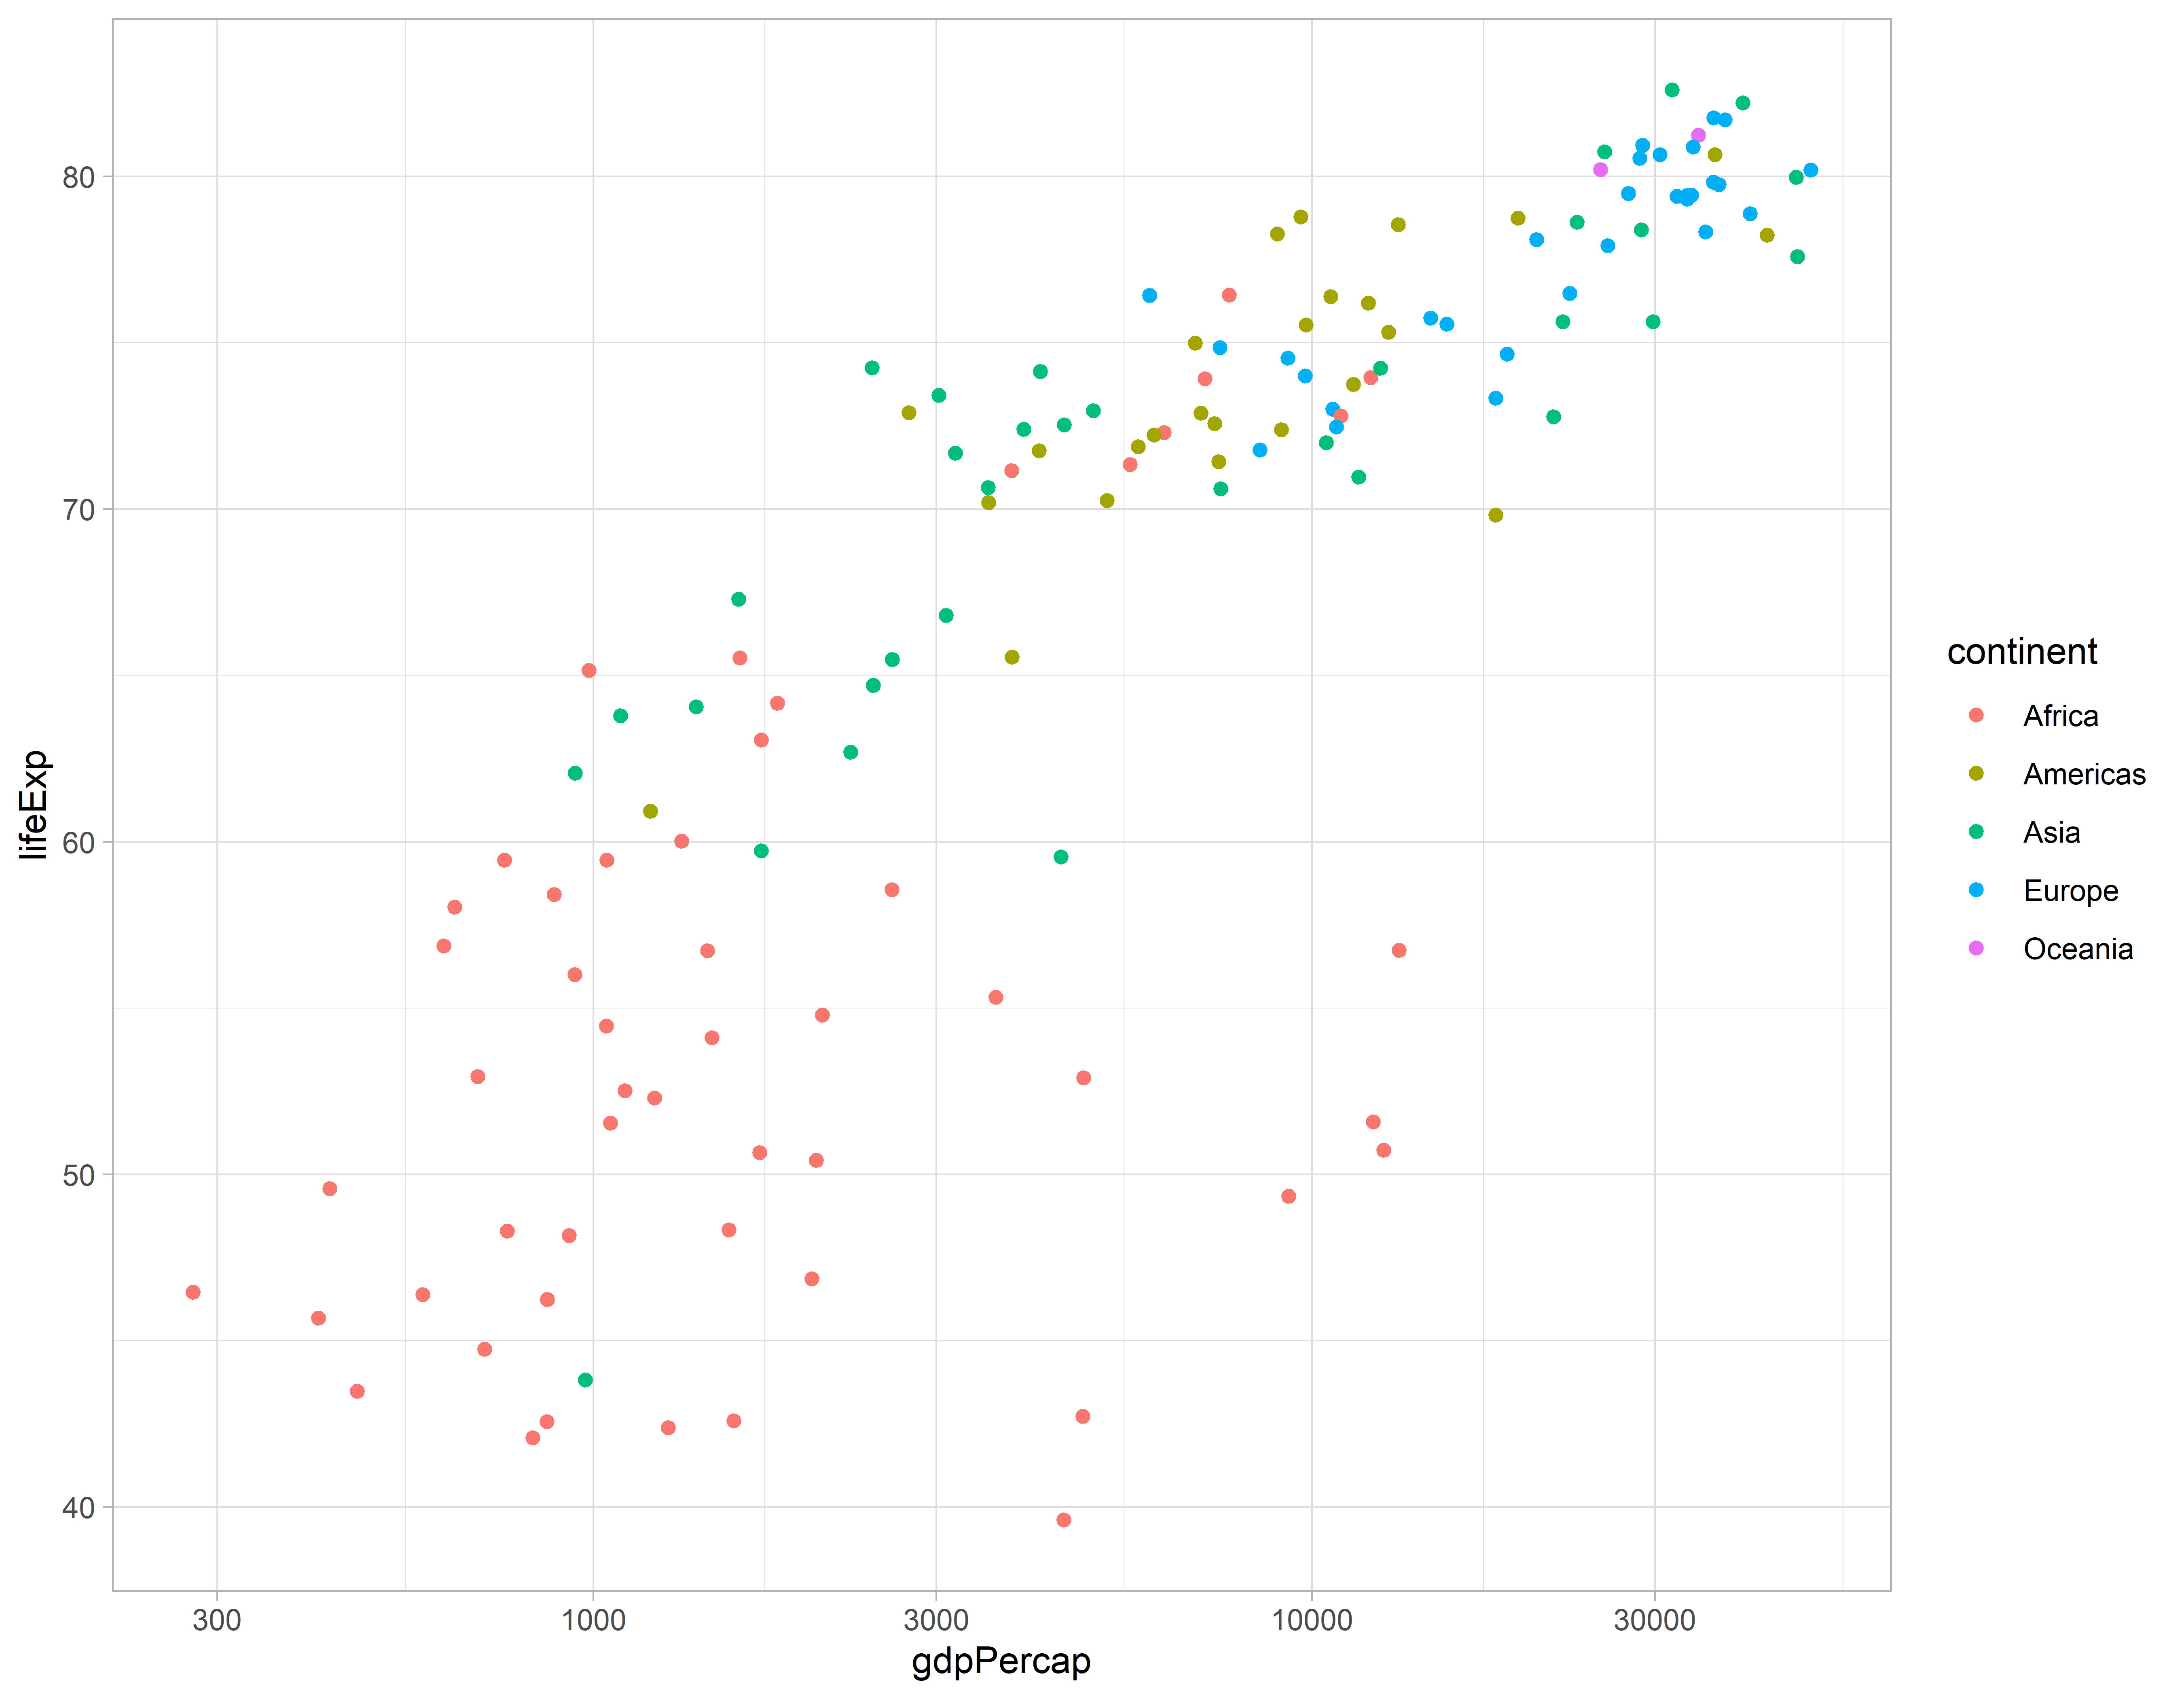 80
70
60
50
40
lifeExp
300 1000 3000 10000 30000
gdpPercap
continent
Africa
Americas
Asia
Europe
Oceania